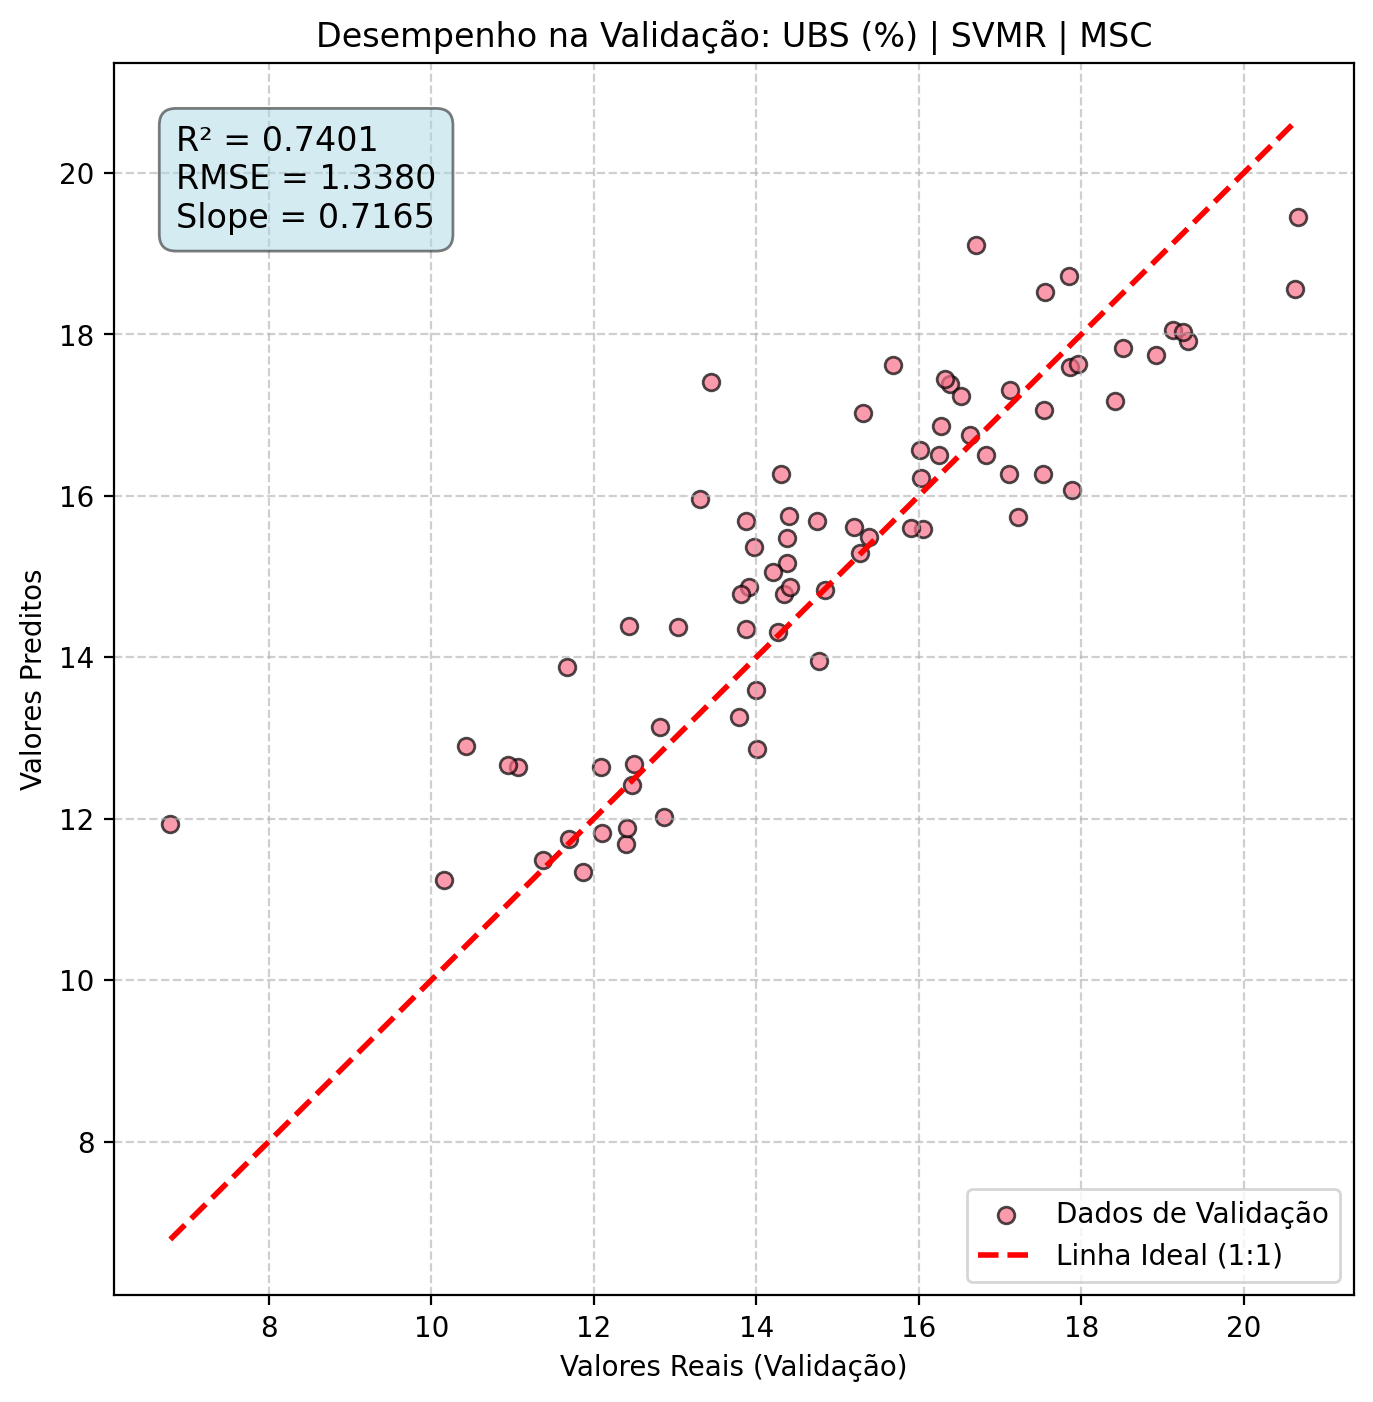 Desempenho na Validação: UBS (%) | SVMR | MSC
R² = 0.7401
RMSE = 1.3380
Slope = 0.7165
20
18
16
14
12
10
8
Valores Preditos
Dados de Validação
Linha Ideal (1:1)
8 10 12 14 16 18 20
Valores Reais (Validação)